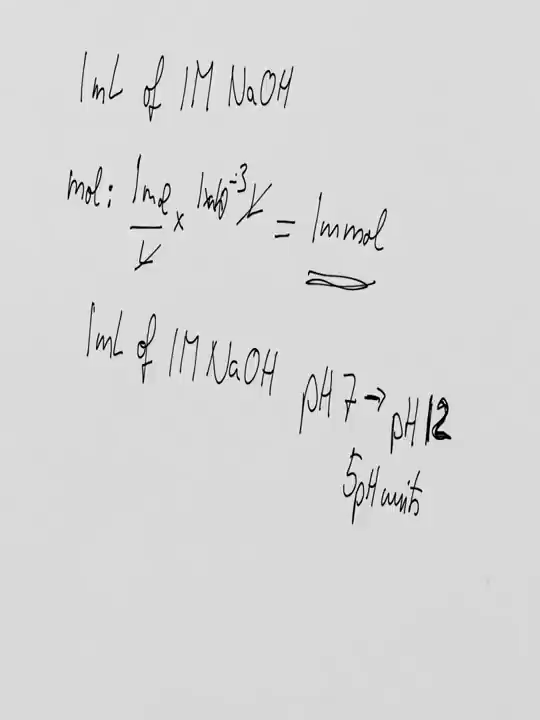 1mL of 1M NaOH
mol: 1mol/L x 1x10^-3 L = 1mmol
1mL of 1M NaOH pH 7 → pH 12
5pH units